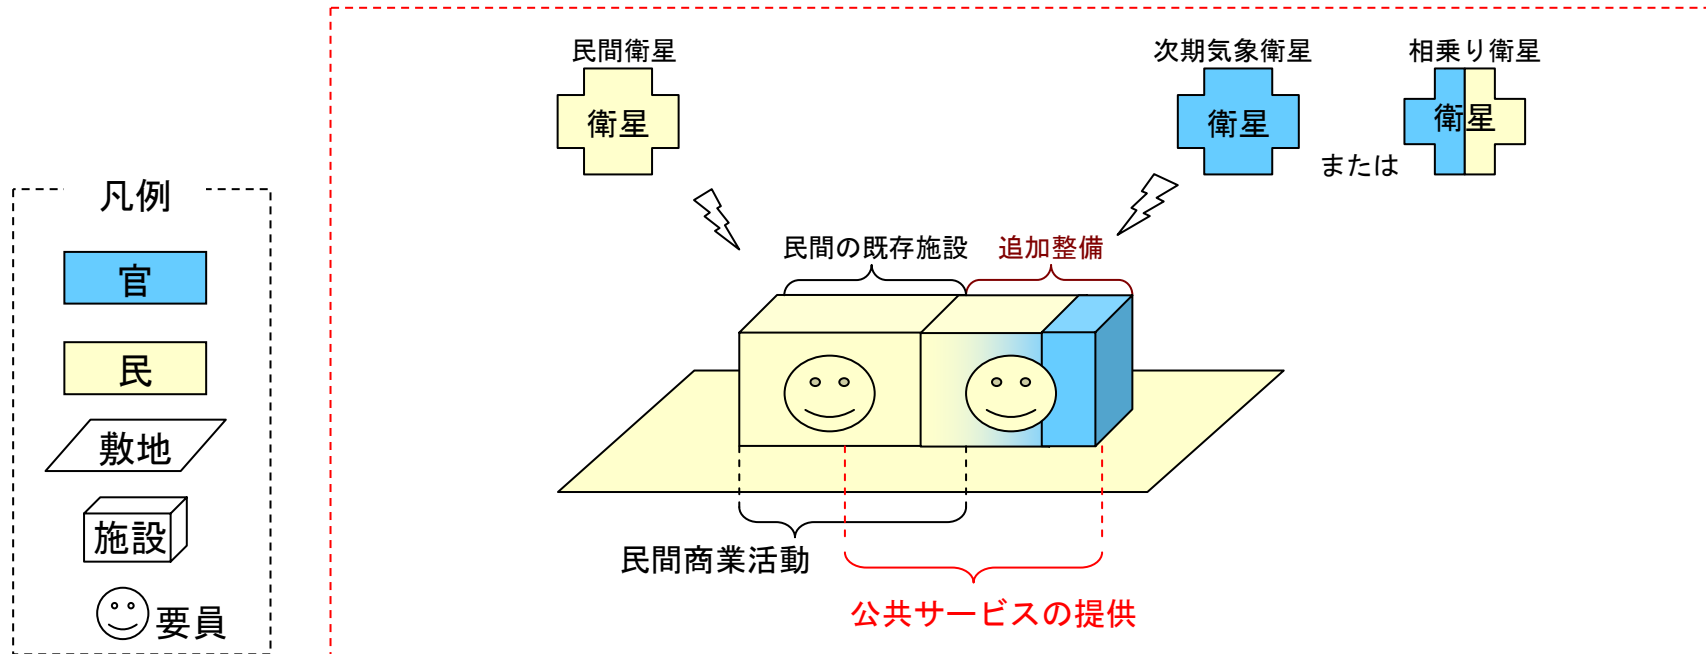 民間衛星
衛星
次期気象衛星
衛星
または
相乗り衛星
衛星
凡例
官
民
敷地
施設
要員
民間の既存施設
追加整備
民間商業活動
公共サービスの提供